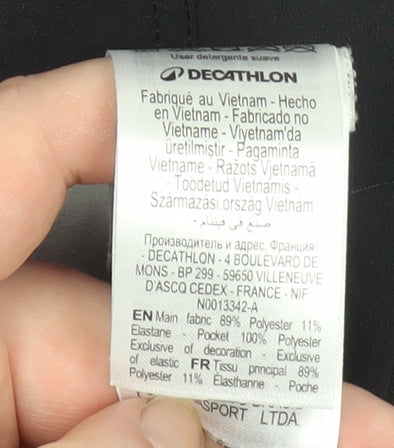 Usar detergente suave
DECATHLON
Fabriqué au Vietnam - Hecho
en Vietnam - Fabricado no
Vietname - Viyetnam'da
üretilmiştir - Pagaminta
Vietname - Ražots Vjetnamā
- Toodetud Vietnamis -
Származási ország Vietnám
صنع في فيتنام -
Производитель и адрес, Франция:
- DECATHLON - 4 BOULEVARD DE
MONS - BP 299 - 59650 VILLENEUVE
D'ASCQ CEDEX - FRANCE - NIF:
N0013342-A
EN Main fabric 89% Polyester 11%
Elastane - Pocket 100% Polyester
Exclusive of decoration - Exclusive
of elastic FR Tissu principal 89%
Polyester 11% Élasthanne - Poche
SPORT LTDA.